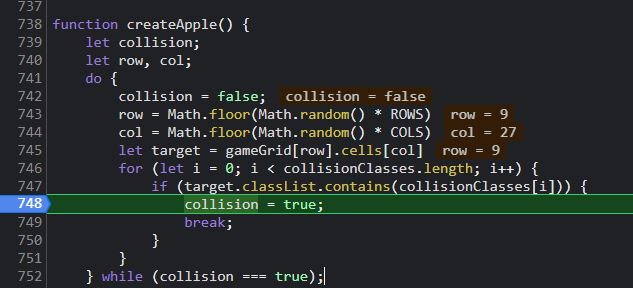 737
738 function createApple() {
739 let collision;
740 let row, col;
741 do {
742 collision = false; collision = false
743 row = Math.floor(Math.random() * ROWS) row = 9
744 col = Math.floor(Math.random() * COLS) col = 27
745 let target = gameGrid[row].cells[col] row = 9
746 for (let i = 0; i < collisionClasses.length; i++) {
747 if (target.classList.contains(collisionClasses[i])) {
748 collision = true;
749 break;
750 }
751 }
752 } while (collision === true);